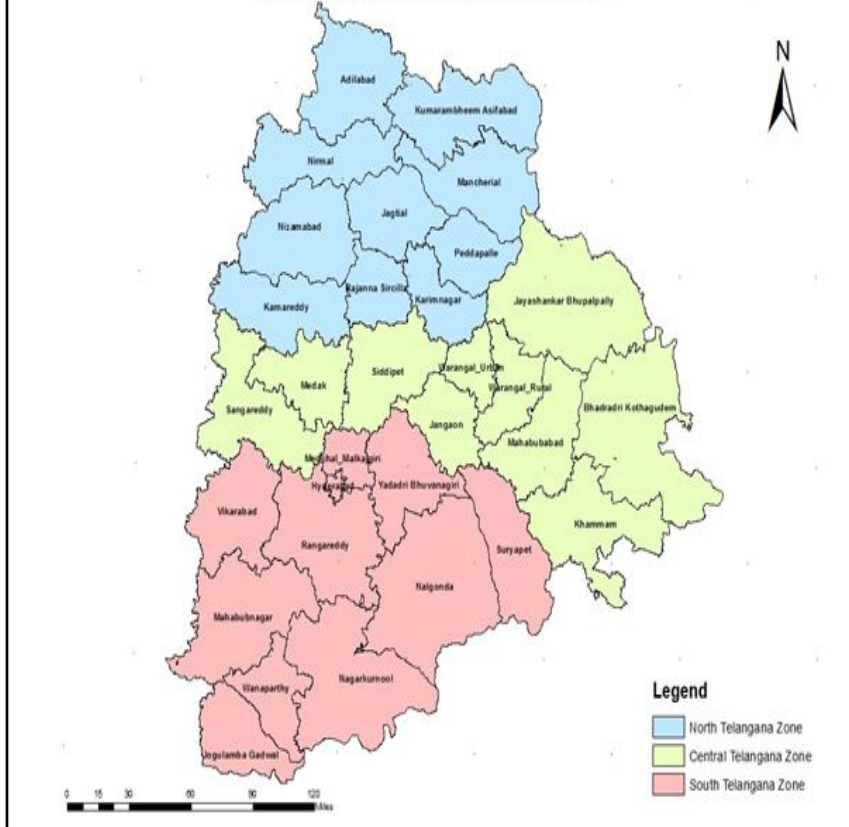 N
Adilabad
Kumarambheem Asifabad
Nirmal
Mancherial
Jagtial
Nizamabad
Peddapalle
Rajanna Sircilla
Karimnagar
Kamareddy
Jayashankar Bhupalpally
Warangal_Urban
Siddipet
Medak
Warangal_Rural
Sangareddy
Bhadradri Kothagudem
Jangaon
Mahabubabad
Medchal_Malkajgiri
Hyderabad
Yadadri Bhuvanagiri
Vikarabad
Khammam
Rangareddy
Suryapet
Nalgonda
Mahabubnagar
Nagarkurnool
Wanaparthy
Jogulamba Gadwal
Legend
North Telangana Zone
Central Telangana Zone
South Telangana Zone
0 15 30 60 90 120
Miles